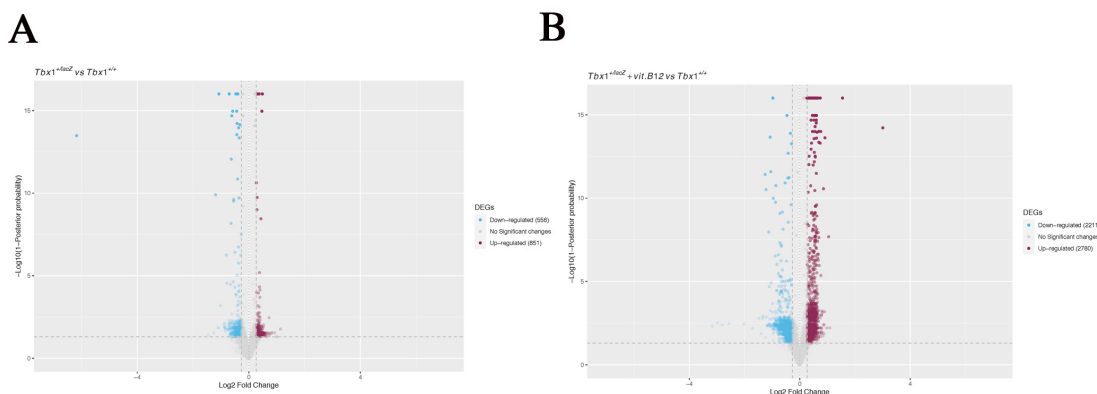 A
Tbx1+/lacZ vs Tbx1+/+
−Log10(1−Posterior probability)
15
10
5
0
−4
0
4
Log2 Fold Change
DEGs
Down−regulated (558)
No Significant changes
Up−regulated (651)
B
Tbx1+/lacZ + vit.B12 vs Tbx1+/+
−Log10(1−Posterior probability)
15
10
5
0
−4
0
4
Log2 Fold Change
DEGs
Down−regulated (2211
No Significant changes
Up−regulated (2780)